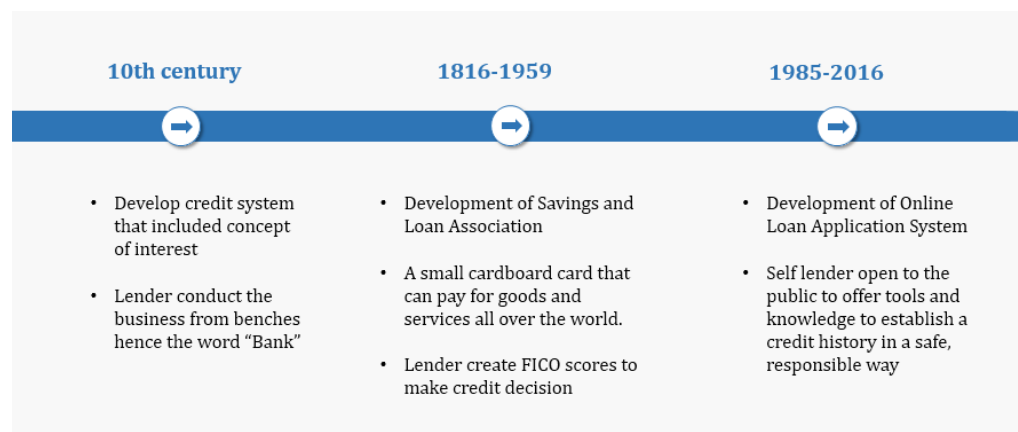 10th century
1816-1959
1985-2016
• Develop credit system
that included concept
of interest
• Lender conduct the
business from benches
hence the word “Bank”
• Development of Savings and
Loan Association
• A small cardboard card that
can pay for goods and
services all over the world.
• Lender create FICO scores to
make credit decision
• Development of Online
Loan Application System
• Self lender open to the
public to offer tools and
knowledge to establish a
credit history in a safe,
responsible way